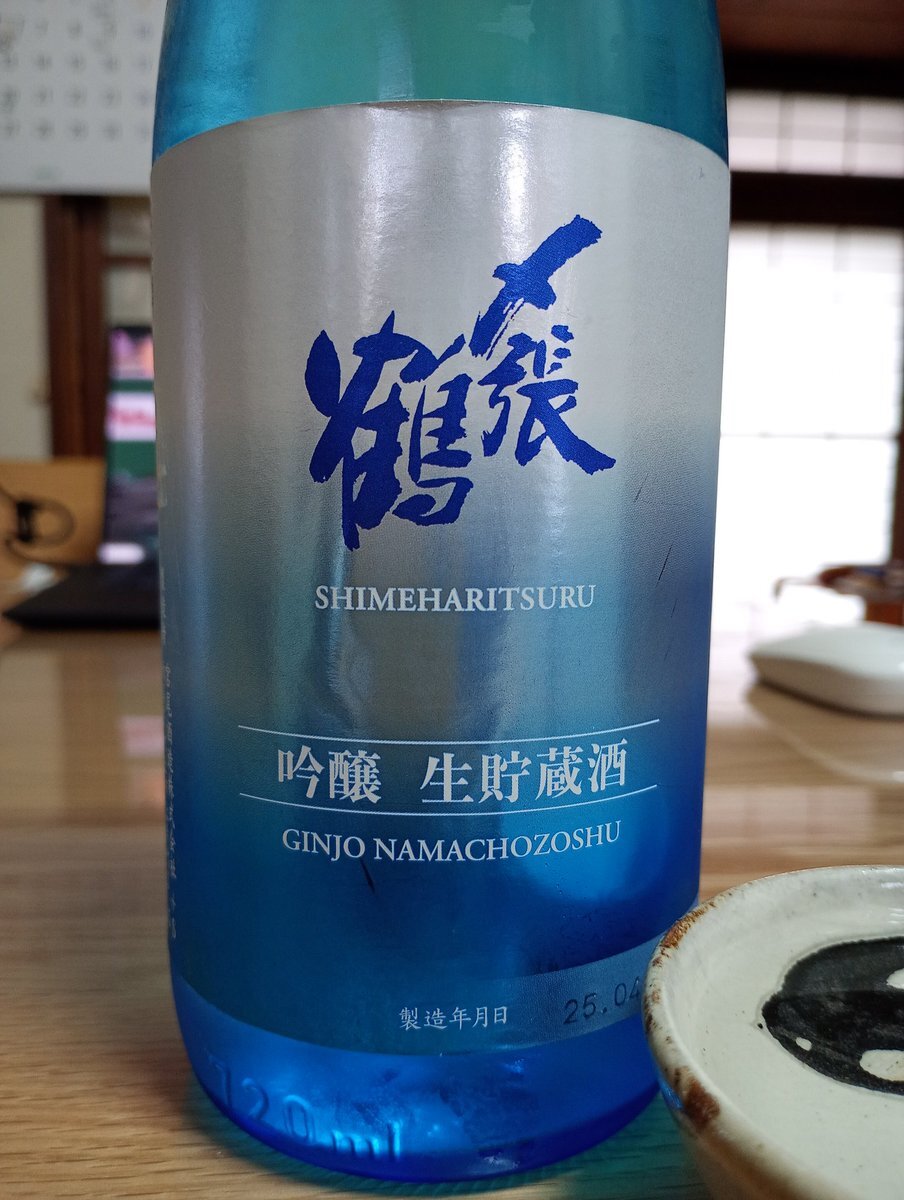 〆張鶴
SHIMEHARITSURU
吟醸 生貯蔵酒
GINJO NAMACHOZOSHU
製造年月日 25.04
720ml